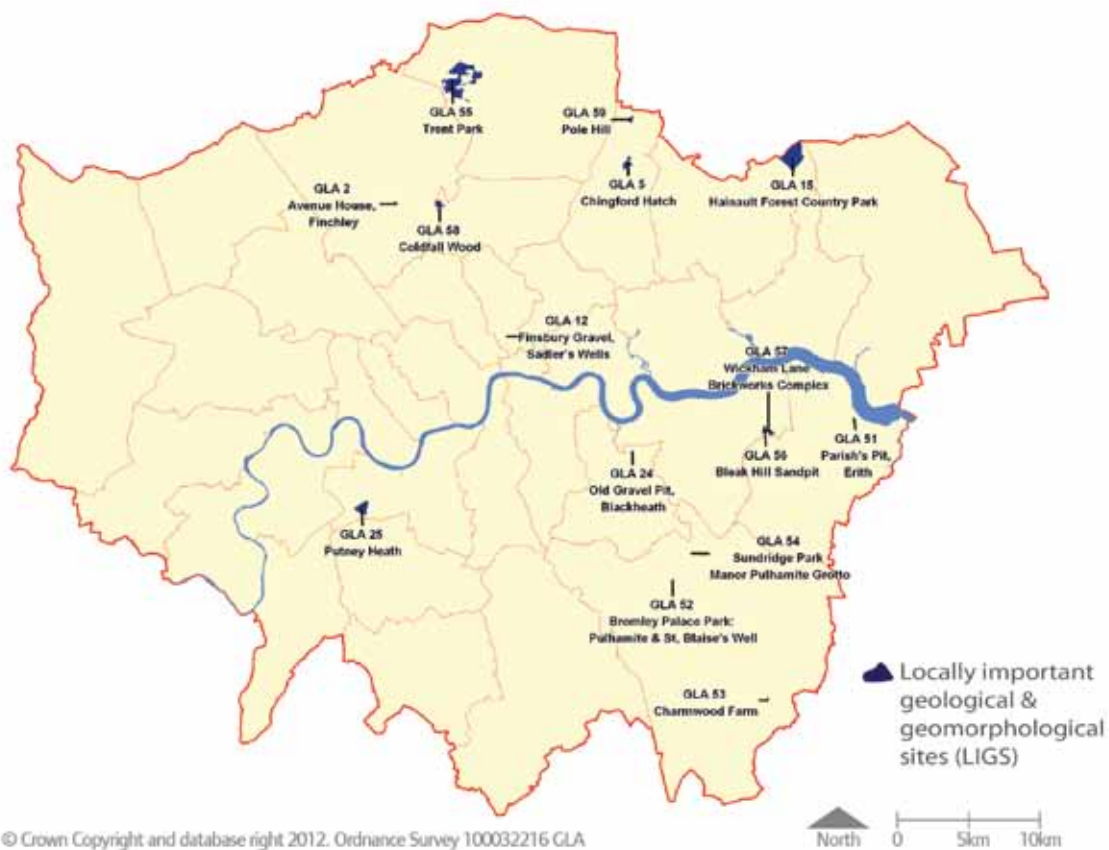 GLA 55
Trent Park
GLA 59
Pole Hill
GLA 5
Chingford Hatch
GLA 15
Hainault Forest Country Park
GLA 2
Avenue House,
Finchley
GLA 58
Coldfall Wood
GLA 12
Finsbury Gravel,
Sadler's Wells
GLA 57
Wickham Lane
Brickworks Complex
GLA 51
Parish's Pit,
Erith
GLA 56
Bleak Hill Sandpit
GLA 24
Old Gravel Pit,
Blackheath
GLA 25
Putney Heath
GLA 54
Sundridge Park
Manor Pulhamite Grotto
GLA 52
Bromley Palace Park:
Pulhamite & St. Blaise's Well
GLA 53
Charmwood Farm
Locally important
geological &
geomorphological
sites (LIGS)
© Crown Copyright and database right 2012. Ordnance Survey 100032216 GLA
North
0 5km 10km